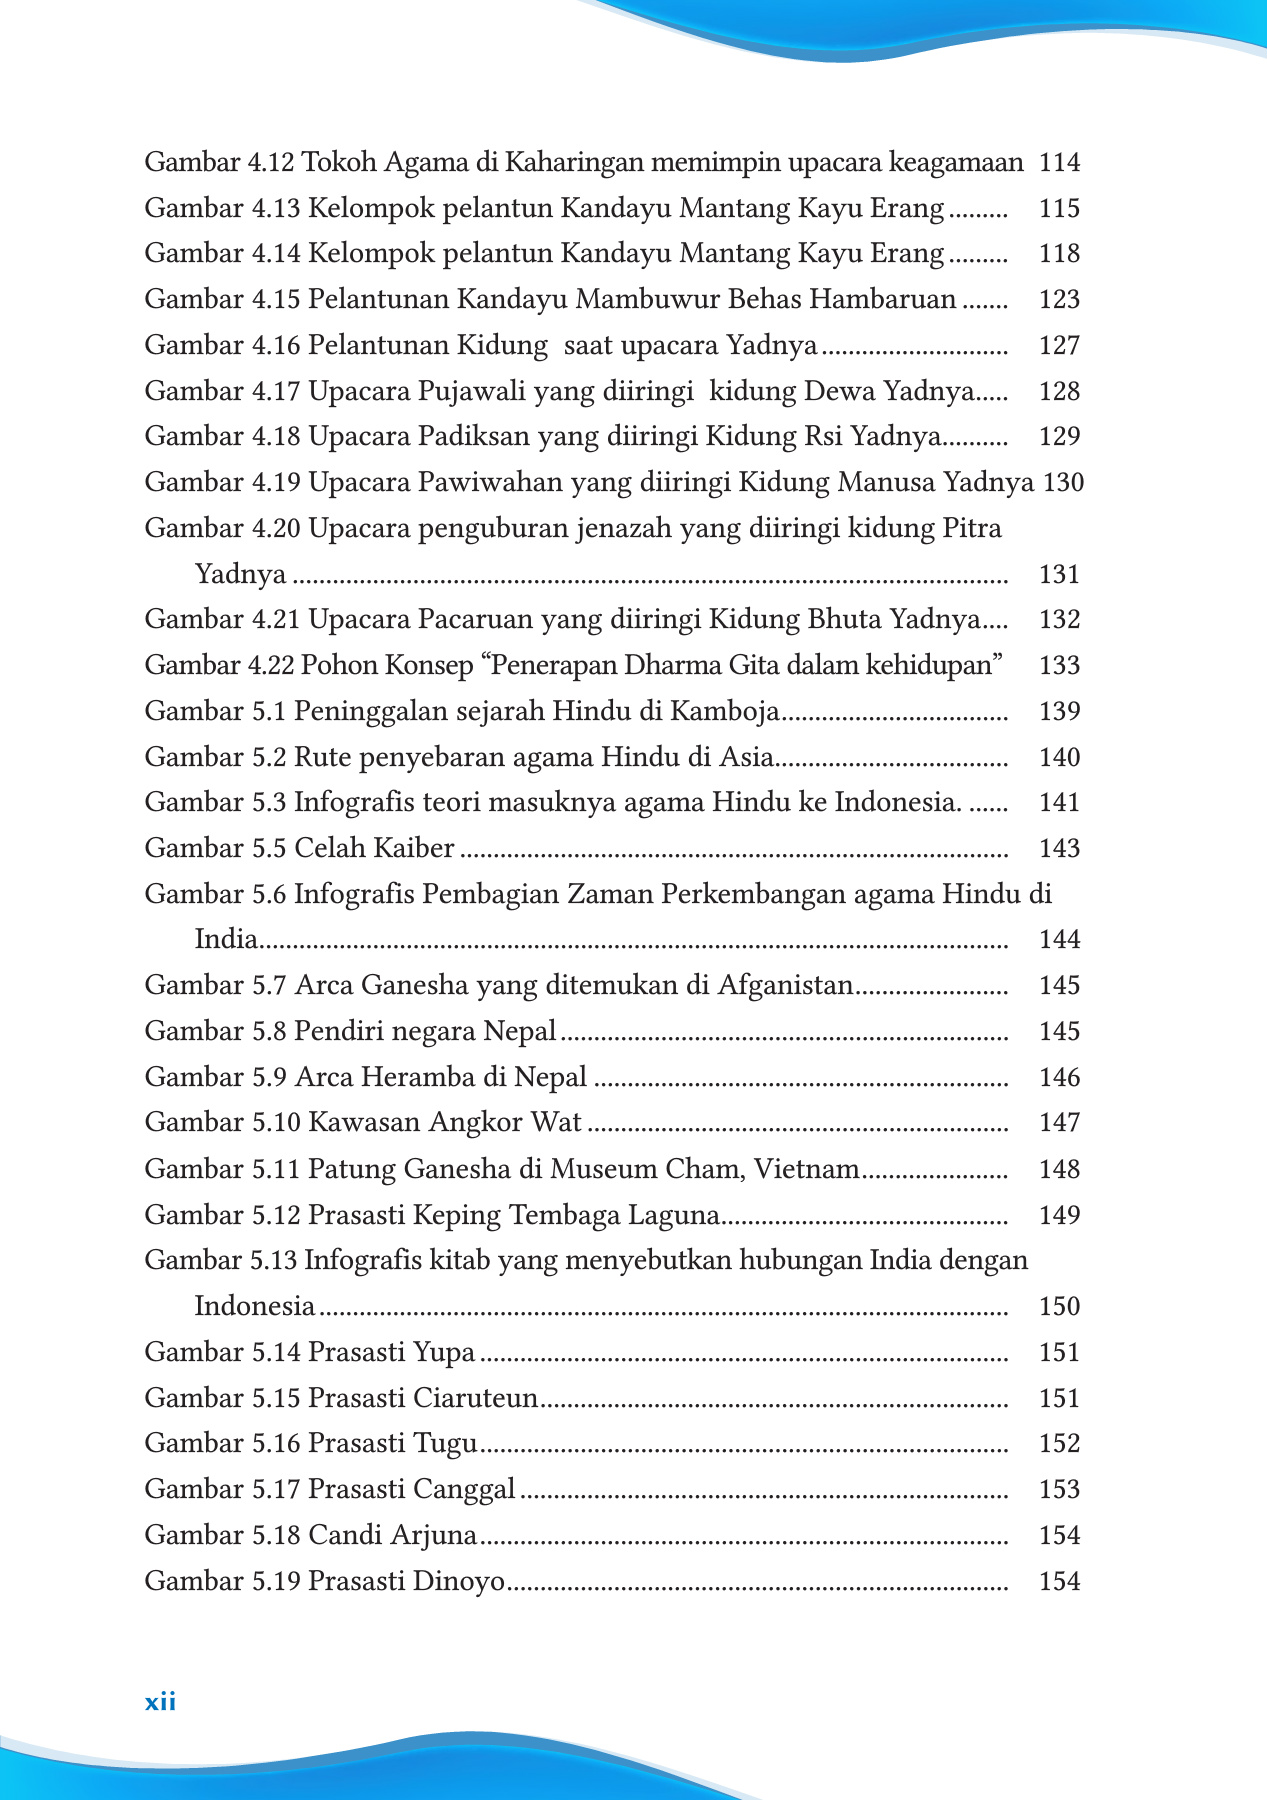 Gambar 4.12 Tokoh Agama di Kaharingan memimpin upacara keagamaan 114
Gambar 4.13 Kelompok pelantun Kandayu Mantang Kayu Erang ......... 115
Gambar 4.14 Kelompok pelantun Kandayu Mantang Kayu Erang ......... 118
Gambar 4.15 Pelantunan Kandayu Mambuwur Behas Hambaruan ....... 123
Gambar 4.16 Pelantunan Kidung  saat upacara Yadnya ............................ 127
Gambar 4.17 Upacara Pujawali yang diiringi  kidung Dewa Yadnya..... 128
Gambar 4.18 Upacara Padiksan yang diiringi Kidung Rsi Yadnya.......... 129
Gambar 4.19 Upacara Pawiwahan yang diiringi Kidung Manusa Yadnya 130
Gambar 4.20 Upacara penguburan jenazah yang diiringi kidung Pitra
Yadnya ........................................................................................................... 131
Gambar 4.21 Upacara Pacaruan yang diiringi Kidung Bhuta Yadnya.... 132
Gambar 4.22 Pohon Konsep “Penerapan Dharma Gita dalam kehidupan” 133
Gambar 5.1 Peninggalan sejarah Hindu di Kamboja.................................. 139
Gambar 5.2 Rute penyebaran agama Hindu di Asia................................... 140
Gambar 5.3 Infografis teori masuknya agama Hindu ke Indonesia. ...... 141
Gambar 5.5 Celah Kaiber .................................................................................. 143
Gambar 5.6 Infografis Pembagian Zaman Perkembangan agama Hindu di
India................................................................................................................ 144
Gambar 5.7 Arca Ganesha yang ditemukan di Afganistan....................... 145
Gambar 5.8 Pendiri negara Nepal ................................................................... 145
Gambar 5.9 Arca Heramba di Nepal .............................................................. 146
Gambar 5.10 Kawasan Angkor Wat ............................................................... 147
Gambar 5.11 Patung Ganesha di Museum Cham, Vietnam...................... 148
Gambar 5.12 Prasasti Keping Tembaga Laguna........................................... 149
Gambar 5.13 Infografis kitab yang menyebutkan hubungan India dengan
Indonesia ....................................................................................................... 150
Gambar 5.14 Prasasti Yupa ............................................................................... 151
Gambar 5.15 Prasasti Ciaruteun...................................................................... 151
Gambar 5.16 Prasasti Tugu............................................................................... 152
Gambar 5.17 Prasasti Canggal ......................................................................... 153
Gambar 5.18 Candi Arjuna............................................................................... 154
Gambar 5.19 Prasasti Dinoyo........................................................................... 154
xii